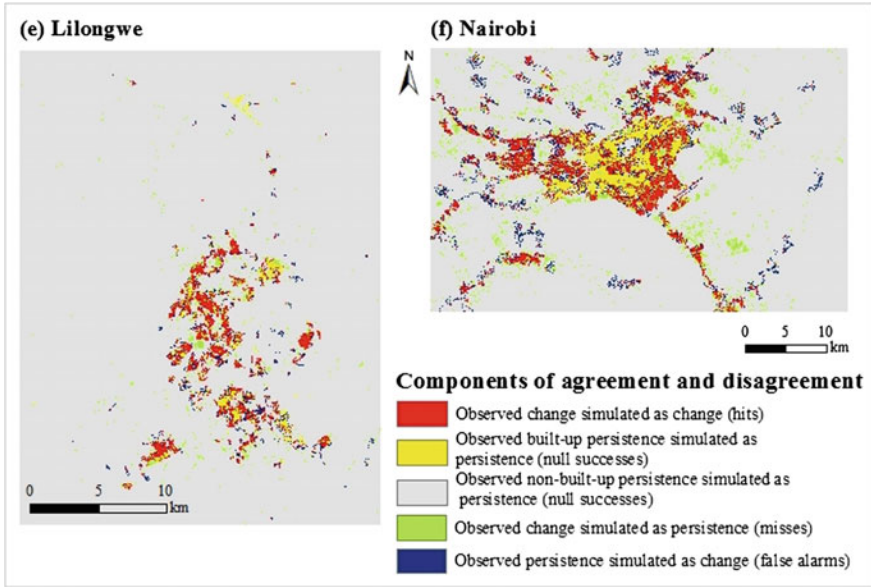 (e) Lilongwe
(f) Nairobi
N
0 5 10
km
0 5 10
km
Components of agreement and disagreement
Observed change simulated as change (hits)
Observed built-up persistence simulated as
persistence (null successes)
Observed non-built-up persistence simulated as
persistence (null successes)
Observed change simulated as persistence (misses)
Observed persistence simulated as change (false alarms)